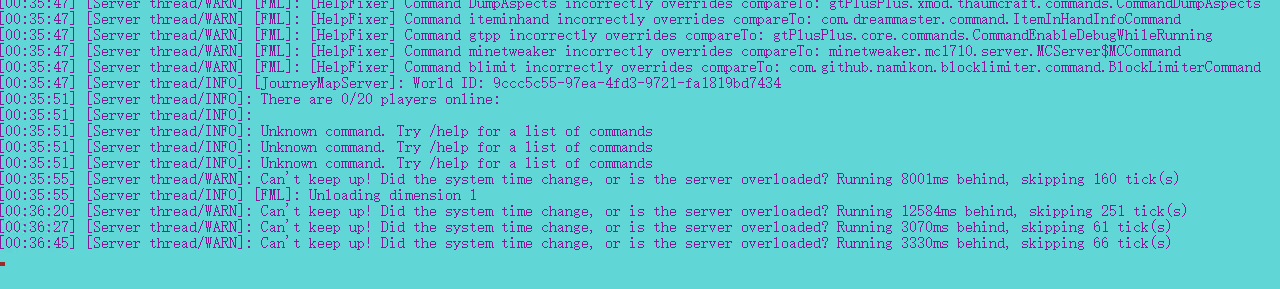 [00:35:47] [Server thread/WARN] [FML]: [HelpFixer] Command DumpAspects incorrectly overrides compareTo: gtPlusPlus.xmod.thaumcraft.commands.CommandDumpAspects
[00:35:47] [Server thread/WARN] [FML]: [HelpFixer] Command iteminhand incorrectly overrides compareTo: com.dreammaster.command.ItemInHandInfoCommand
[00:35:47] [Server thread/WARN] [FML]: [HelpFixer] Command gtpp incorrectly overrides compareTo: gtPlusPlus.core.commands.CommandEnableDebugWhileRunning
[00:35:47] [Server thread/WARN] [FML]: [HelpFixer] Command minetweaker incorrectly overrides compareTo: minetweaker.mc1710.server.MCServer$MCCommand
[00:35:47] [Server thread/WARN] [FML]: [HelpFixer] Command blimit incorrectly overrides compareTo: com.github.namikon.blocklimiter.command.BlockLimiterCommand
[00:35:47] [Server thread/INFO] [JourneyMapServer]: World ID: 9ccc5c55-97ea-4fd3-9721-fa1819bd7434
[00:35:51] [Server thread/INFO]: There are 0/20 players online:
[00:35:51] [Server thread/INFO]:
[00:35:51] [Server thread/INFO]: Unknown command. Try /help for a list of commands
[00:35:51] [Server thread/INFO]: Unknown command. Try /help for a list of commands
[00:35:51] [Server thread/INFO]: Unknown command. Try /help for a list of commands
[00:35:55] [Server thread/WARN]: Can't keep up! Did the system time change, or is the server overloaded? Running 8001ms behind, skipping 160 tick(s)
[00:35:55] [Server thread/INFO] [FML]: Unloading dimension 1
[00:36:20] [Server thread/WARN]: Can't keep up! Did the system time change, or is the server overloaded? Running 12584ms behind, skipping 251 tick(s)
[00:36:27] [Server thread/WARN]: Can't keep up! Did the system time change, or is the server overloaded? Running 3070ms behind, skipping 61 tick(s)
[00:36:45] [Server thread/WARN]: Can't keep up! Did the system time change, or is the server overloaded? Running 3330ms behind, skipping 66 tick(s)